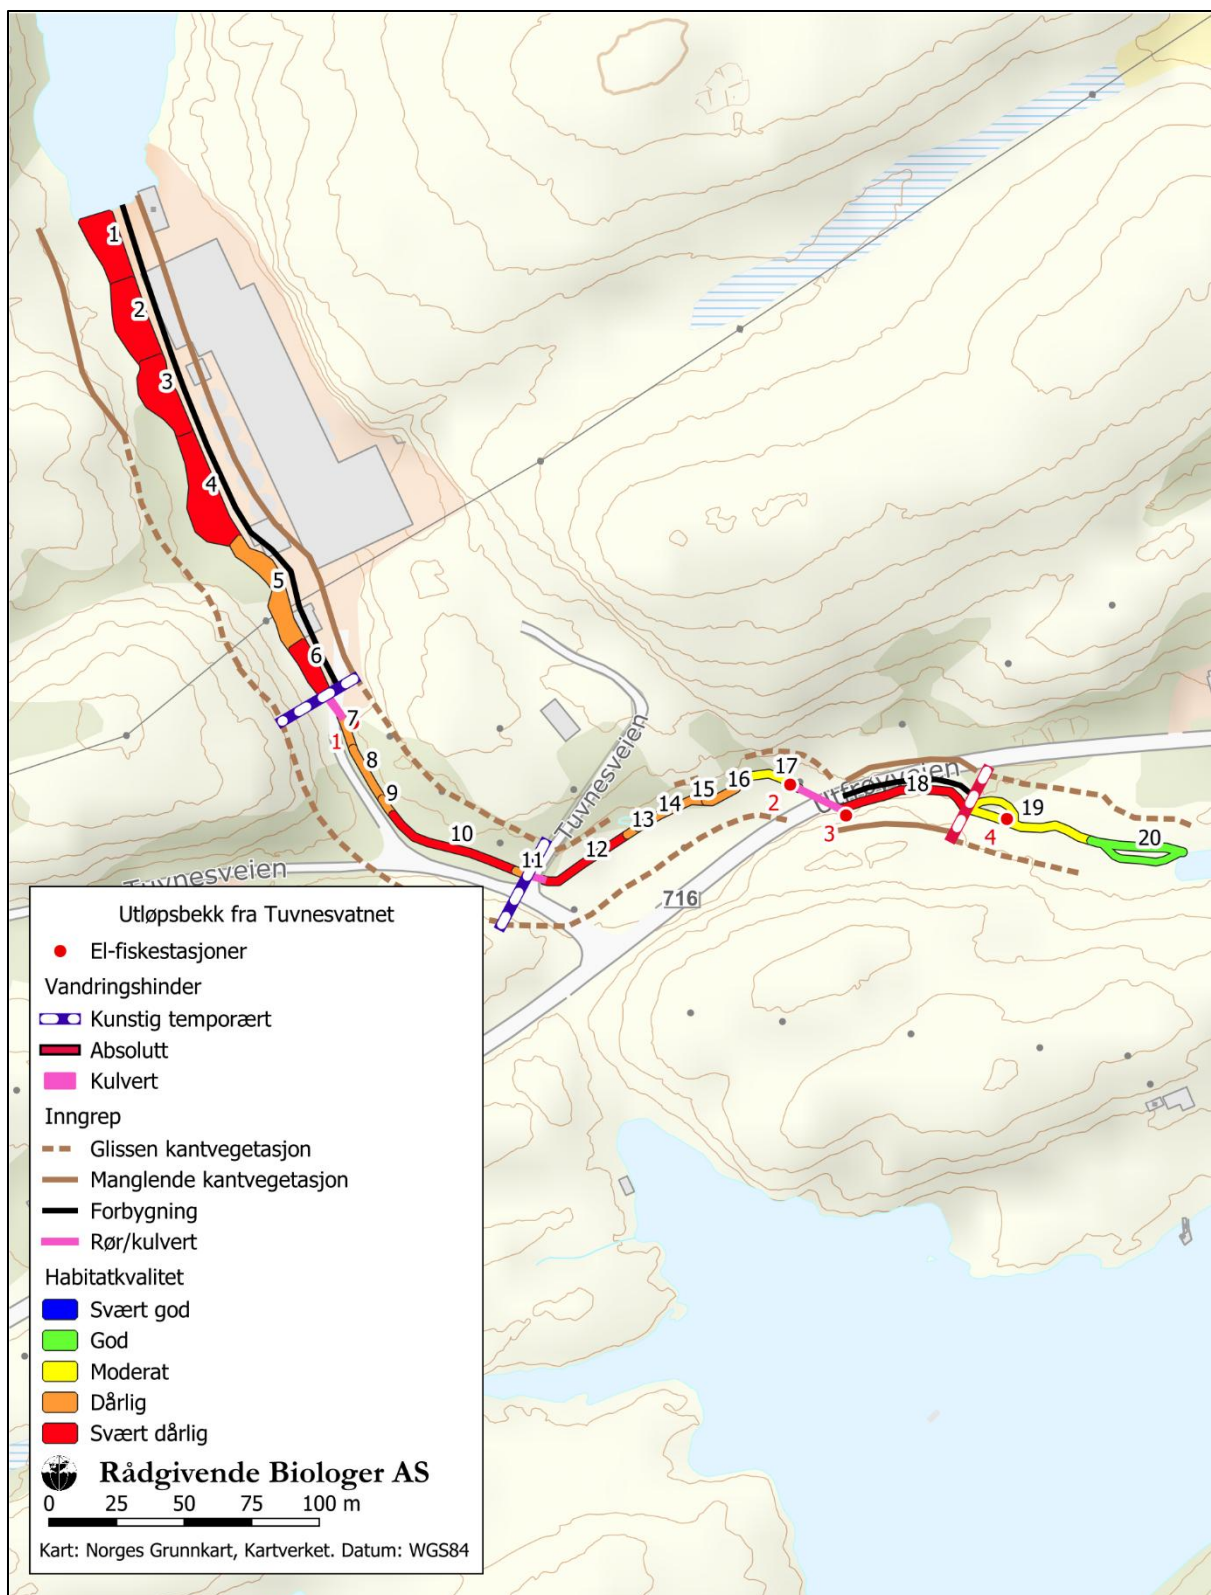 1
2
3
4
5
6
7
1
8
9
10
11
12
13
14
15
16
17
2
3
18
19
4
20
Tuvnesveien
Utfrøyveien
Tuvnesveien
716
Utløpsbekk fra Tuvnesvatnet
El-fiskestasjoner
Vandringshinder
Kunstig temporært
Absolutt
Kulvert
Inngrep
Glissen kantvegetasjon
Manglende kantvegetasjon
Forbygning
Rør/kulvert
Habitatkvalitet
Svært god
God
Moderat
Dårlig
Svært dårlig
Rådgivende Biologer AS
0 25 50 75 100 m
Kart: Norges Grunnkart, Kartverket. Datum: WGS84